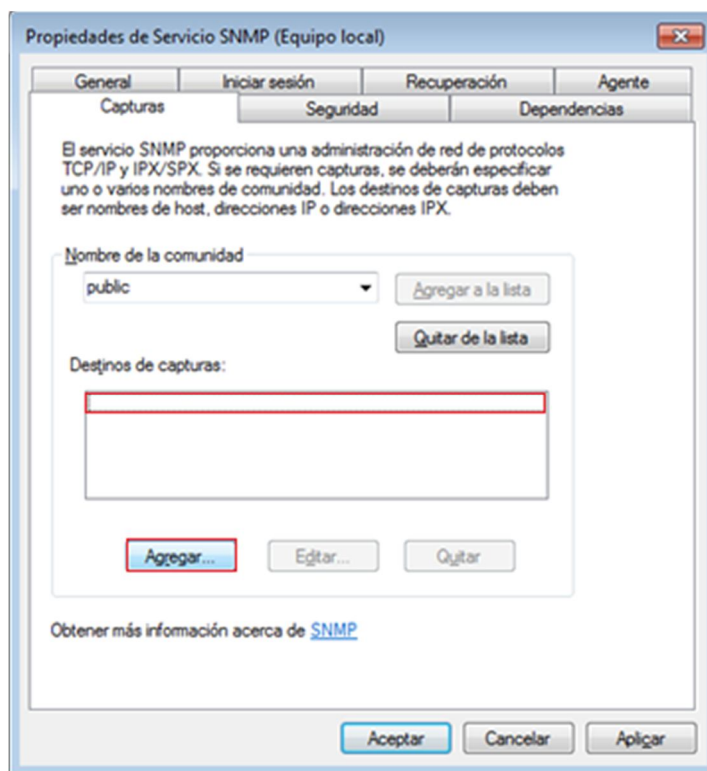 Propiedades de Servicio SNMP (Equipo local)
General Iniciar sesión Recuperación Agente
Capturas Seguridad Dependencias
El servicio SNMP proporciona una administración de red de protocolos
TCP/IP y IPX/SPX. Si se requieren capturas, se deberán especificar
uno o varios nombres de comunidad. Los destinos de capturas deben
ser nombres de host, direcciones IP o direcciones IPX.
Nombre de la comunidad
public Agregar a la lista
Quitar de la lista
Destinos de capturas:
Agregar... Editar... Quitar
Obtener más información acerca de SNMP
Aceptar Cancelar Aplicar